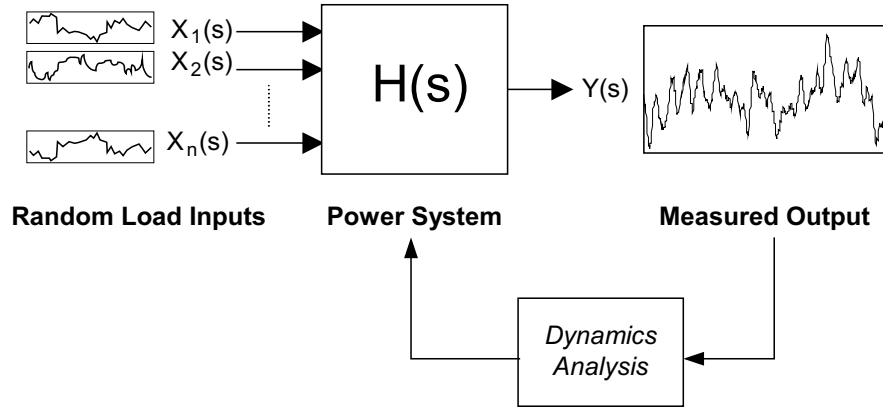 X1(s)
X2(s)
Xn(s)
H(s)
Y(s)
Random Load Inputs
Power System
Measured Output
Dynamics
Analysis